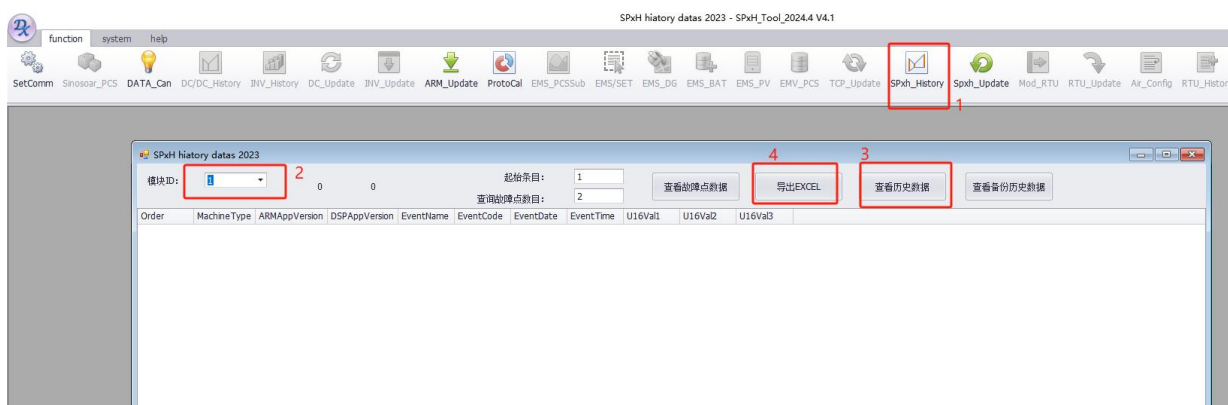 SPxH hiatory datas 2023 - SPxH_Tool_2024.4 V4.1
function system help
SetComm Sinosoar_PCS DATA_Can DC/DC_History INV_History DC_Update INV_Update ARM_Update ProtoCal EMS_PCSSub EMS/SET EMS_DG EMS_BAT EMS_PV EMV_PCS TCP_Update SPxh_History Spxh_Update Mod_RTU RTU_Update Air_Config RTU_Histor
1
SPxH hiatory datas 2023
2 4 3
模块ID: 1 0 0 起始条目: 1 查看故障点数据 导出EXCEL 查看历史数据 查看备份历史数据
查询故障点数目: 2
Order MachineType ARMAppVersion DSPAppVersion EventName EventCode EventDate EventTime U16Val1 U16Val2 U16Val3